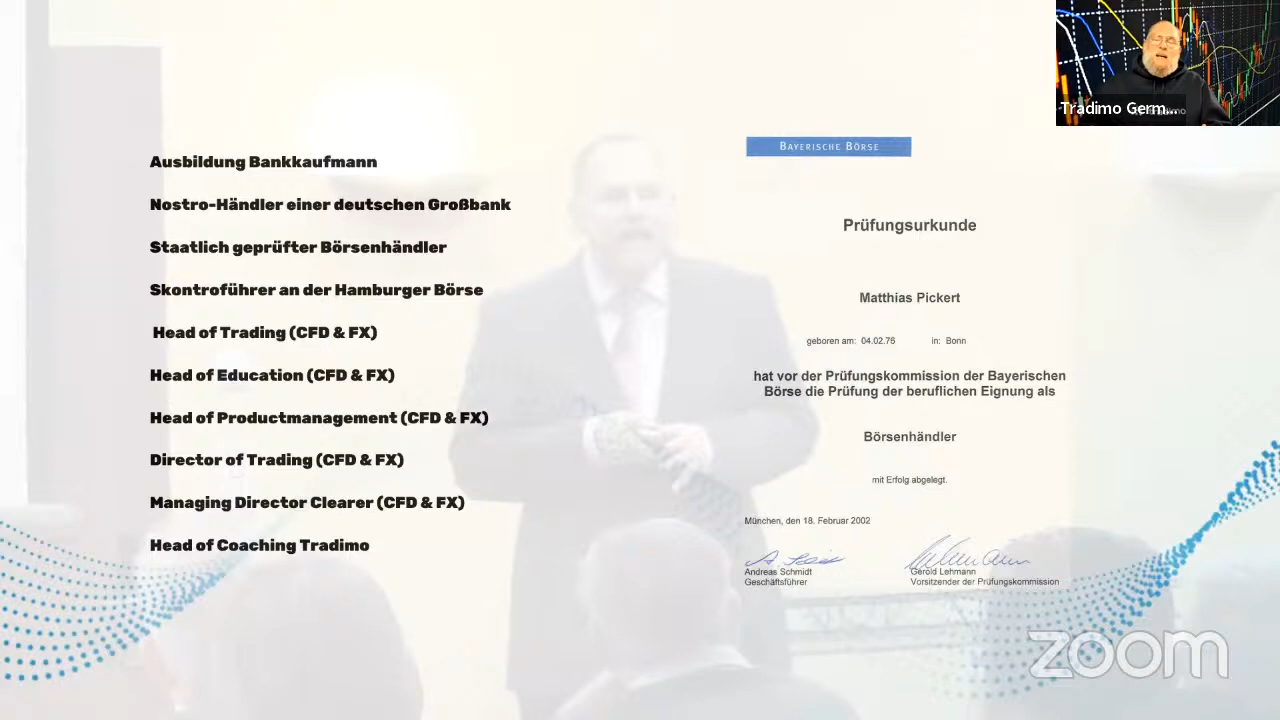 Tradimo Germ...
Ausbildung Bankkaufmann
Nostro-Händler einer deutschen Großbank
Staatlich geprüfter Börsenhändler
Skontroführer an der Hamburger Börse
Head of Trading (CFD & FX)
Head of Education (CFD & FX)
Head of Productmanagement (CFD & FX)
Director of Trading (CFD & FX)
Managing Director Clearer (CFD & FX)
Head of Coaching Tradimo
BAYERISCHE BÖRSE
Prüfungsurkunde
Matthias Pickert
geboren am: 04.02.76 in: Bonn
hat vor der Prüfungskommission der Bayerischen
Börse die Prüfung der beruflichen Eignung als
Börsenhändler
mit Erfolg abgelegt.
München, den 18. Februar 2002
Andreas Schmidt
Geschäftsführer
Gerold Lehmann
Vorsitzender der Prüfungskommission
zoom